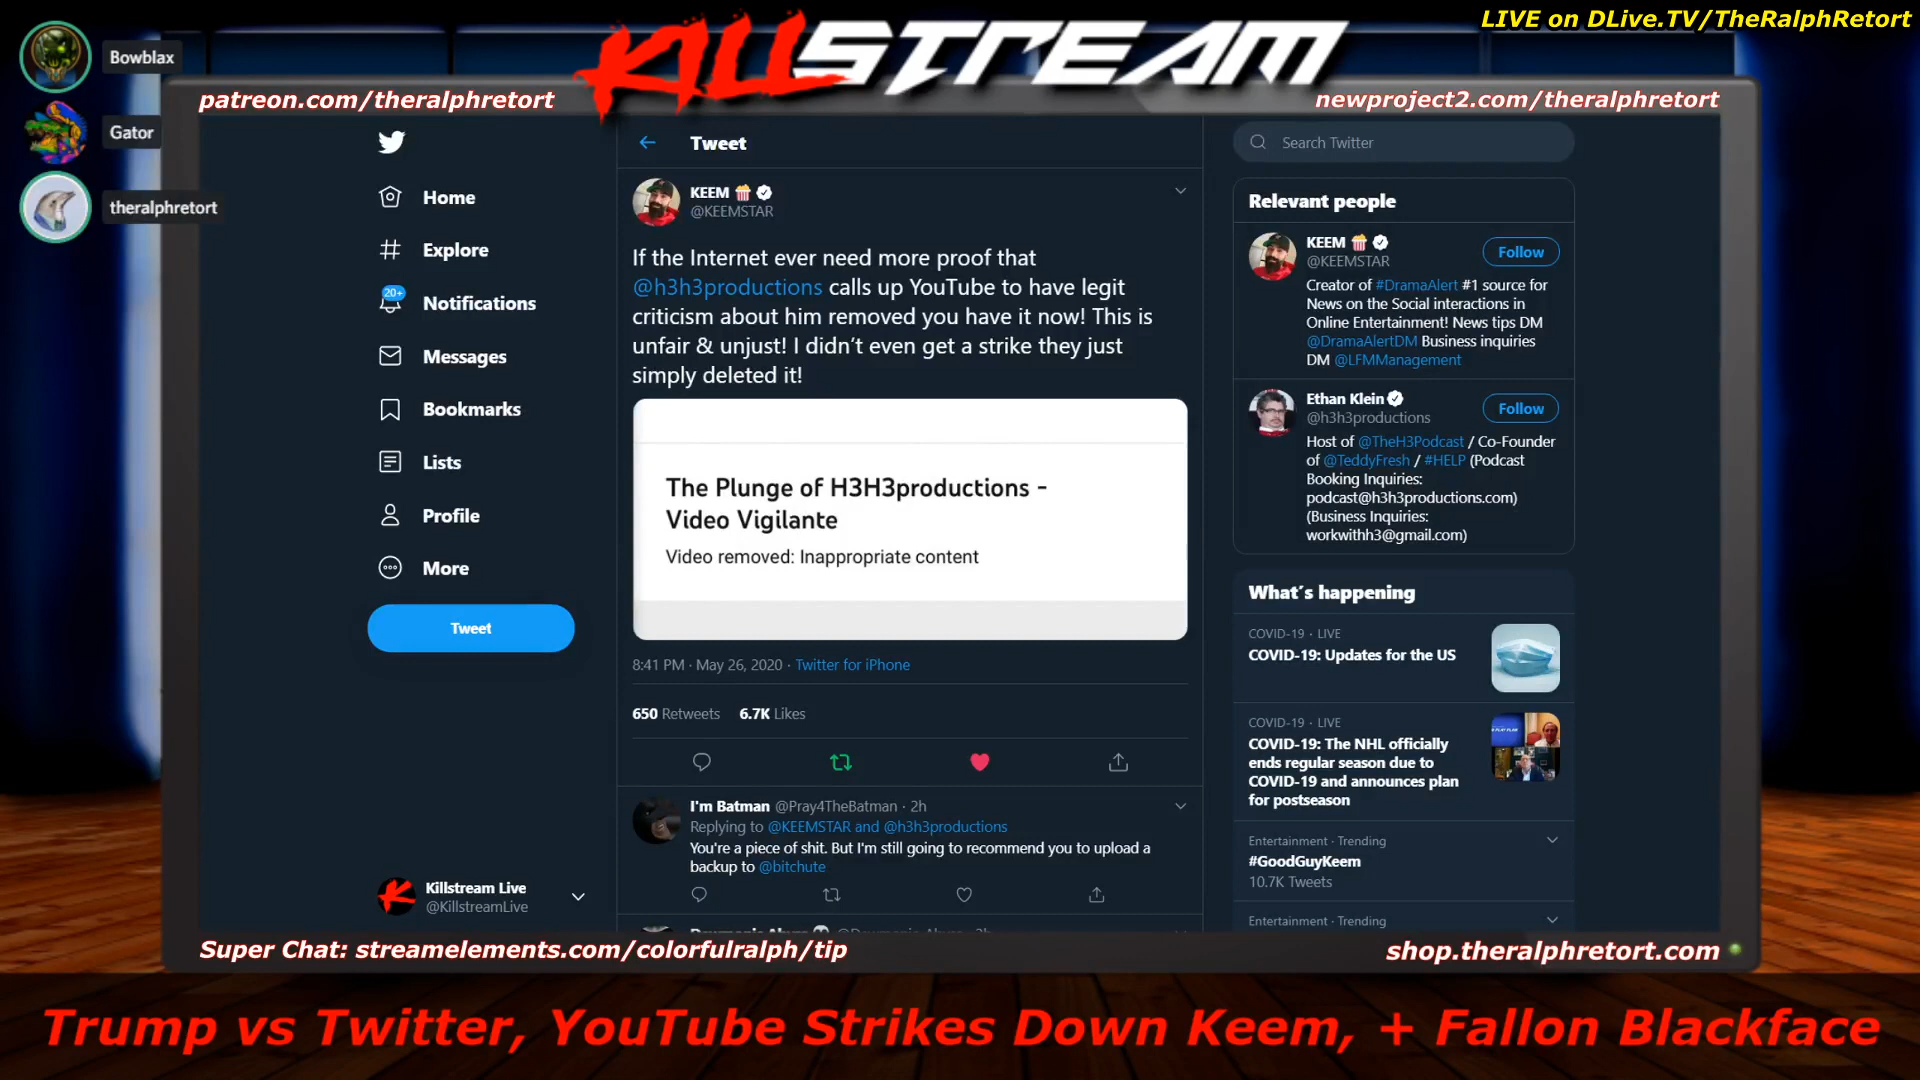 LIVE on DLive.TV/TheRalphRetort
KILLSTREAM
Bowblax
Gator
theralphretort
patreon.com/theralphretort
newproject2.com/theralphretort
Home
Explore
20+
Notifications
Messages
Bookmarks
Lists
Profile
More
Tweet
Killstream Live
@KillstreamLive
Tweet
KEEM
@KEEMSTAR
If the Internet ever need more proof that
@h3h3productions calls up YouTube to have legit
criticism about him removed you have it now! This is
unfair & unjust! I didn't even get a strike they just
simply deleted it!
The Plunge of H3H3productions -
Video Vigilante
Video removed: Inappropriate content
8:41 PM · May 26, 2020 · Twitter for iPhone
650 Retweets 6.7K Likes
I'm Batman @Pray4TheBatman · 2h
Replying to @KEEMSTAR and @h3h3productions
You're a piece of shit. But I'm still going to recommend you to upload a
backup to @bitchute
Search Twitter
Relevant people
KEEM
@KEEMSTAR
Follow
Creator of #DramaAlert #1 source for
News on the Social interactions in
Online Entertainment! News tips DM
@DramaAlertDM Business inquiries
DM @LFMManagement
Ethan Klein
@h3h3productions
Follow
Host of @TheH3Podcast / Co-Founder
of @TeddyFresh / #HELP (Podcast
Booking Inquiries:
podcast@h3h3productions.com)
(Business Inquiries:
workwithh3@gmail.com)
What's happening
COVID-19 · LIVE
COVID-19: Updates for the US
COVID-19 · LIVE
COVID-19: The NHL officially
ends regular season due to
COVID-19 and announces plan
for postseason
Entertainment · Trending
#GoodGuyKeem
10.7K Tweets
Entertainment · Trending
Super Chat: streamelements.com/colorfulralph/tip
shop.theralphretort.com
Trump vs Twitter, YouTube Strikes Down Keem, + Fallon Blackface